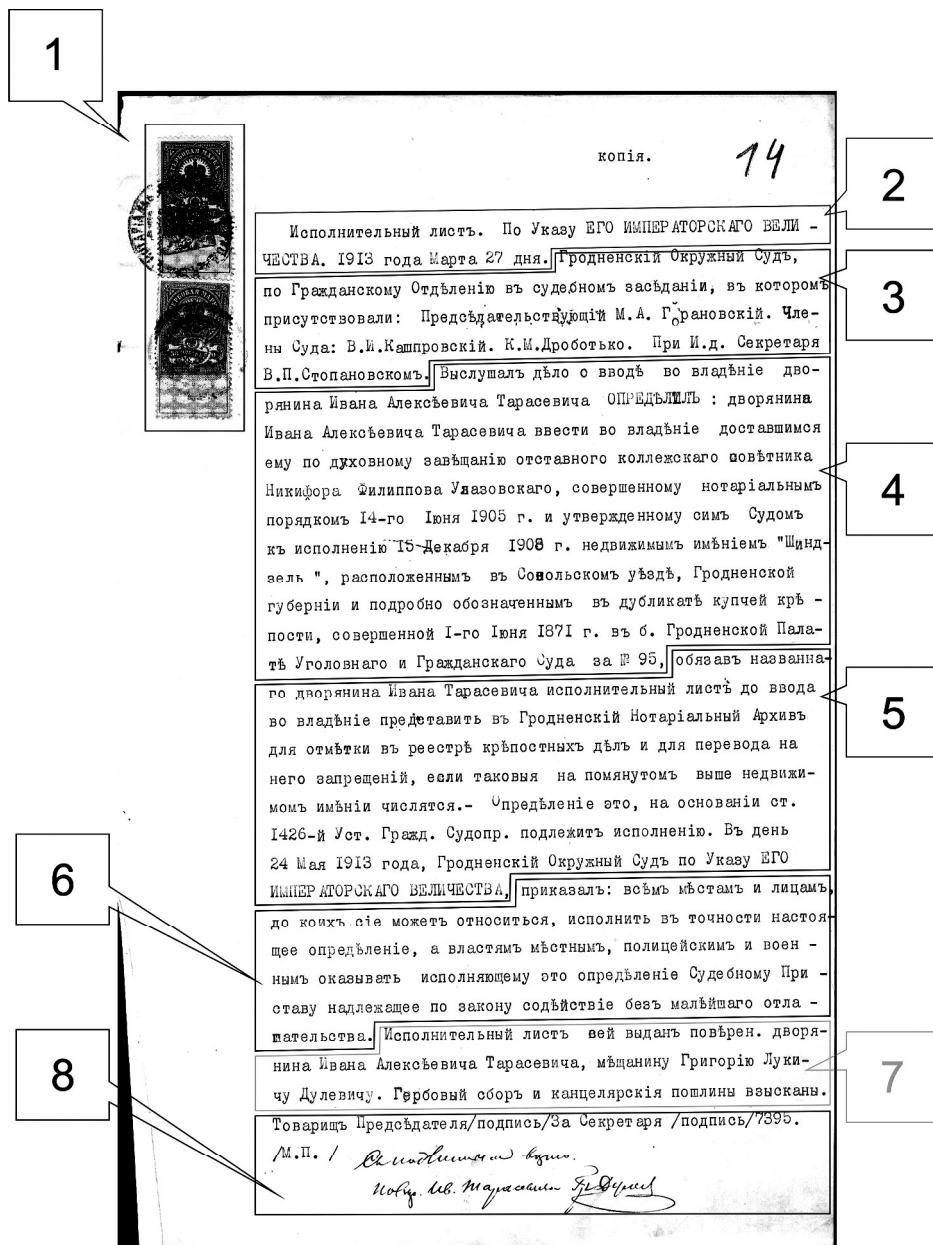 1
ГЕРБОВАЯ МАРКА
копія.
14
2
Исполнительный листъ. По Указу ЕГО ИМПЕРАТОРСКАГО ВЕЛИ -
ЧЕСТВА. 1913 года Марта 27 дня. Гродненскій Окружный Судъ,
3
по Гражданскому Отдѣленію въ судебномъ засѣданіи, въ которомъ
присутствовали: Предсѣдательствующій М.А. Горановскій. Чле-
ны Суда: В.И.Кашпровскій. К.М.Дроботько. При И.д. Секретаря
В.П.Стопановскомъ. Выслушалъ дѣло о вводѣ во владѣніе дво-
рянина Ивана Алексѣевича Тарасевича ОПРЕДѢЛИЛЪ : дворянина
Ивана Алексѣевича Тарасевича ввести во владѣніе доставшимся
ему по духовному завѣщанію отставного коллежскаго совѣтника
4
Никифора Филиппова Улазовскаго, совершенному нотаріальнымъ
порядкомъ 14-го Іюня 1905 г. и утвержденному симъ Судомъ
къ исполненію 15 Декабря 1908 г. недвижимымъ имѣніемъ "Шинд-
зель ", расположеннымъ въ Сокольскомъ уѣздѣ, Гродненской
губерніи и подробно обозначеннымъ въ дубликатѣ купчей крѣ -
пости, совершенной I-го Іюня 1871 г. въ б. Гродненской Пала-
тѣ Уголовнаго и Гражданскаго Суда за № 95, обязавъ названна-
го дворянина Ивана Тарасевича исполнительный листъ до ввода
5
во владѣніе представить въ Гродненскій Нотаріальный Архивъ
для отмѣтки въ реестрѣ крѣпостныхъ дѣлъ и для перевода на
него запрещеній, если таковыя на помянутомъ выше недвижи-
момъ имѣніи числятся.- Опредѣленіе это, на основаніи ст.
1426-й Уст. Гражд. Судопр. подлежитъ исполненію. Въ день
24 Мая 1913 года, Гродненскій Окружный Судъ по Указу ЕГО
6
ИМПЕРАТОРСКАГО ВЕЛИЧЕСТВА, приказалъ: всѣмъ мѣстамъ и лицамъ,
до коихъ сіе можетъ относиться, исполнить въ точности настоя-
щее опредѣленіе, а властямъ мѣстнымъ, полицейскимъ и воен -
нымъ оказывать исполняющему это опредѣленіе Судебному При -
ставу надлежащее по закону содѣйствіе безъ малѣйшаго отла -
гательства. Исполнительный листъ сей выданъ повѣрен. дворя-
8
нина Ивана Алексѣевича Тарасевича, мѣщанину Григорію Луки-
7
чу Дулевичу. Гербовый сборъ и канцелярскія пошлины взысканы.
Товарищъ Предсѣдателя/подпись/За Секретаря /подпись/7395.
/М.П. / Съ подлиннымъ вѣрно.
Повѣр. Ив. Тарасевича